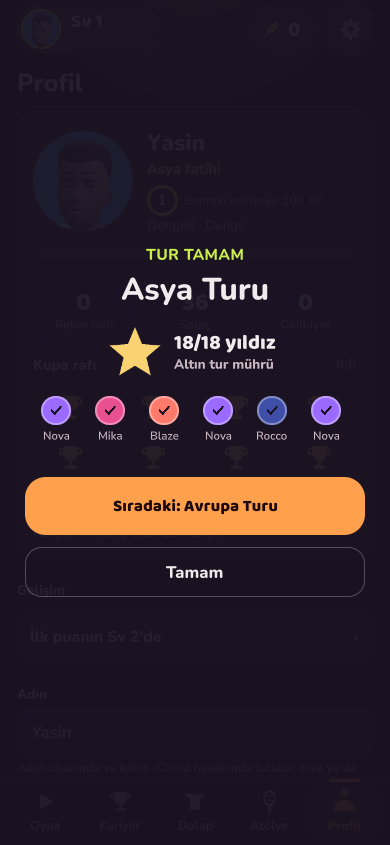 Sv 1
0
Profil
Yasin
Asya fatihi
1
Sonraki seviyeye 100 XP
Dengeli · Denge
TUR TAMAM
Asya Turu
0
36
0
Rekor ralli
Smaç
Galibiyet
18/18 yıldız
Altın tur mührü
Kupa rafı
8/8
Nova
Mika
Blaze
Nova
Rocco
Nova
Sıradaki: Avrupa Turu
Tamam
Gelişim
İlk puanın Sv 2'de
Adın
Yasin
Adın cihazında ve kendi iCloud hesabında tutulur; bize ya da
Oyna
Kariyer
Dolap
Atölye
Profil